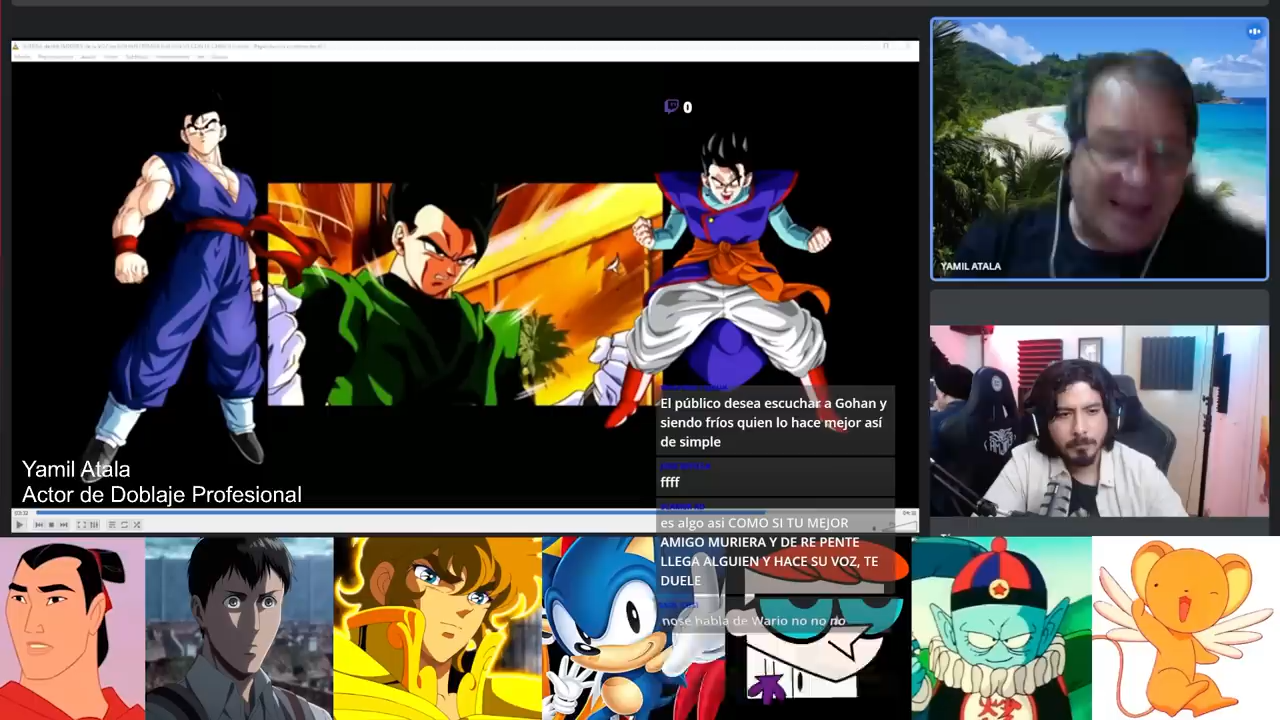 0
YAMIL ATALA
El público desea escuchar a Gohan y
siendo fríos quien lo hace mejor así
de simple
ffff
es algo asi COMO SI TU MEJOR
AMIGO MURIERA Y DE RE PENTE
LLEGA ALGUIEN Y HACE SU VOZ, TE
DUELE
nose habla de Wario no no no
Yamil Atala
Actor de Doblaje Profesional